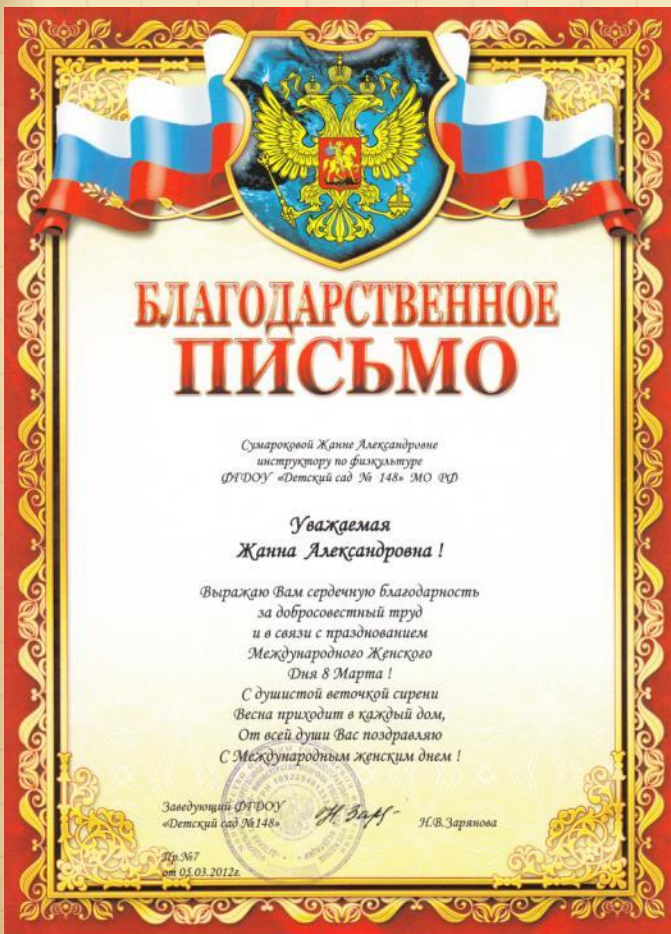 БЛАГОДАРСТВЕННОЕ
ПИСЬМО
Сумароковой Жанне Александровне
инструктору по физкультуре
ФГДОУ «Детский сад № 148» МО РФ
Уважаемая
Жанна Александровна !
Выражаю Вам сердечную благодарность
за добросовестный труд
и в связи с празднованием
Международного Женского
Дня 8 Марта !
С душистой веточкой сирени
Весна приходит в каждый дом,
От всей души Вас поздравляю
С Международным женским днем !
Заведующий ФГДОУ
«Детский сад №148»
Н.В.Зарянова
Пр.№7
от 05.03.2012г.